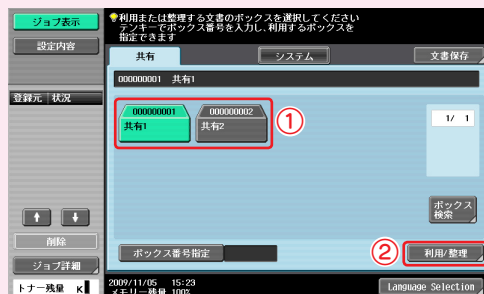 ジョブ表示
設定内容
登録元 状況
削除
ジョブ詳細
トナー残量 K
利用または整理する文書のボックスを選択してください
テンキーでボックス番号を入力し、利用するボックスを
指定できます
共有
システム
文書保存
000000001 共有1
000000001
共有1
000000002
共有2
①
1/ 1
ボックス
検索
ボックス番号指定
②
利用/整理
2009/11/05 15:23
メモリー残量 100%
Language Selection